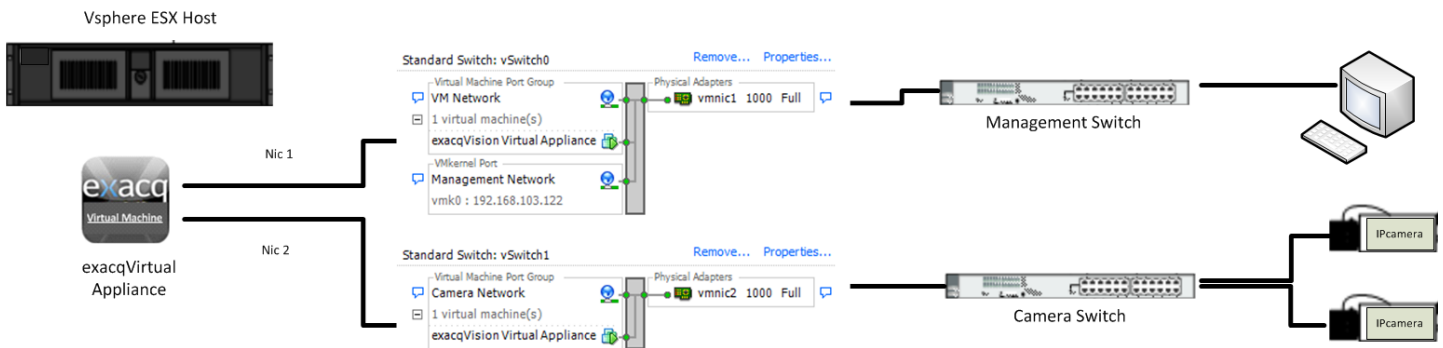 Vsphere ESX Host
Standard Switch: vSwitch0
Remove... Properties...
Virtual Machine Port Group
Physical Adapters
VM Network
vmnic1 1000 Full
1 virtual machine(s)
exacqVision Virtual Appliance
VMkernel Port
Management Network
vmk0 : 192.168.103.122
Management Switch
Nic 1
exacq
Virtual Machine
Nic 2
exacqVirtual
Appliance
Standard Switch: vSwitch1
Remove... Properties...
Virtual Machine Port Group
Physical Adapters
Camera Network
vmnic2 1000 Full
1 virtual machine(s)
exacqVision Virtual Appliance
Camera Switch
IPcamera
IPcamera